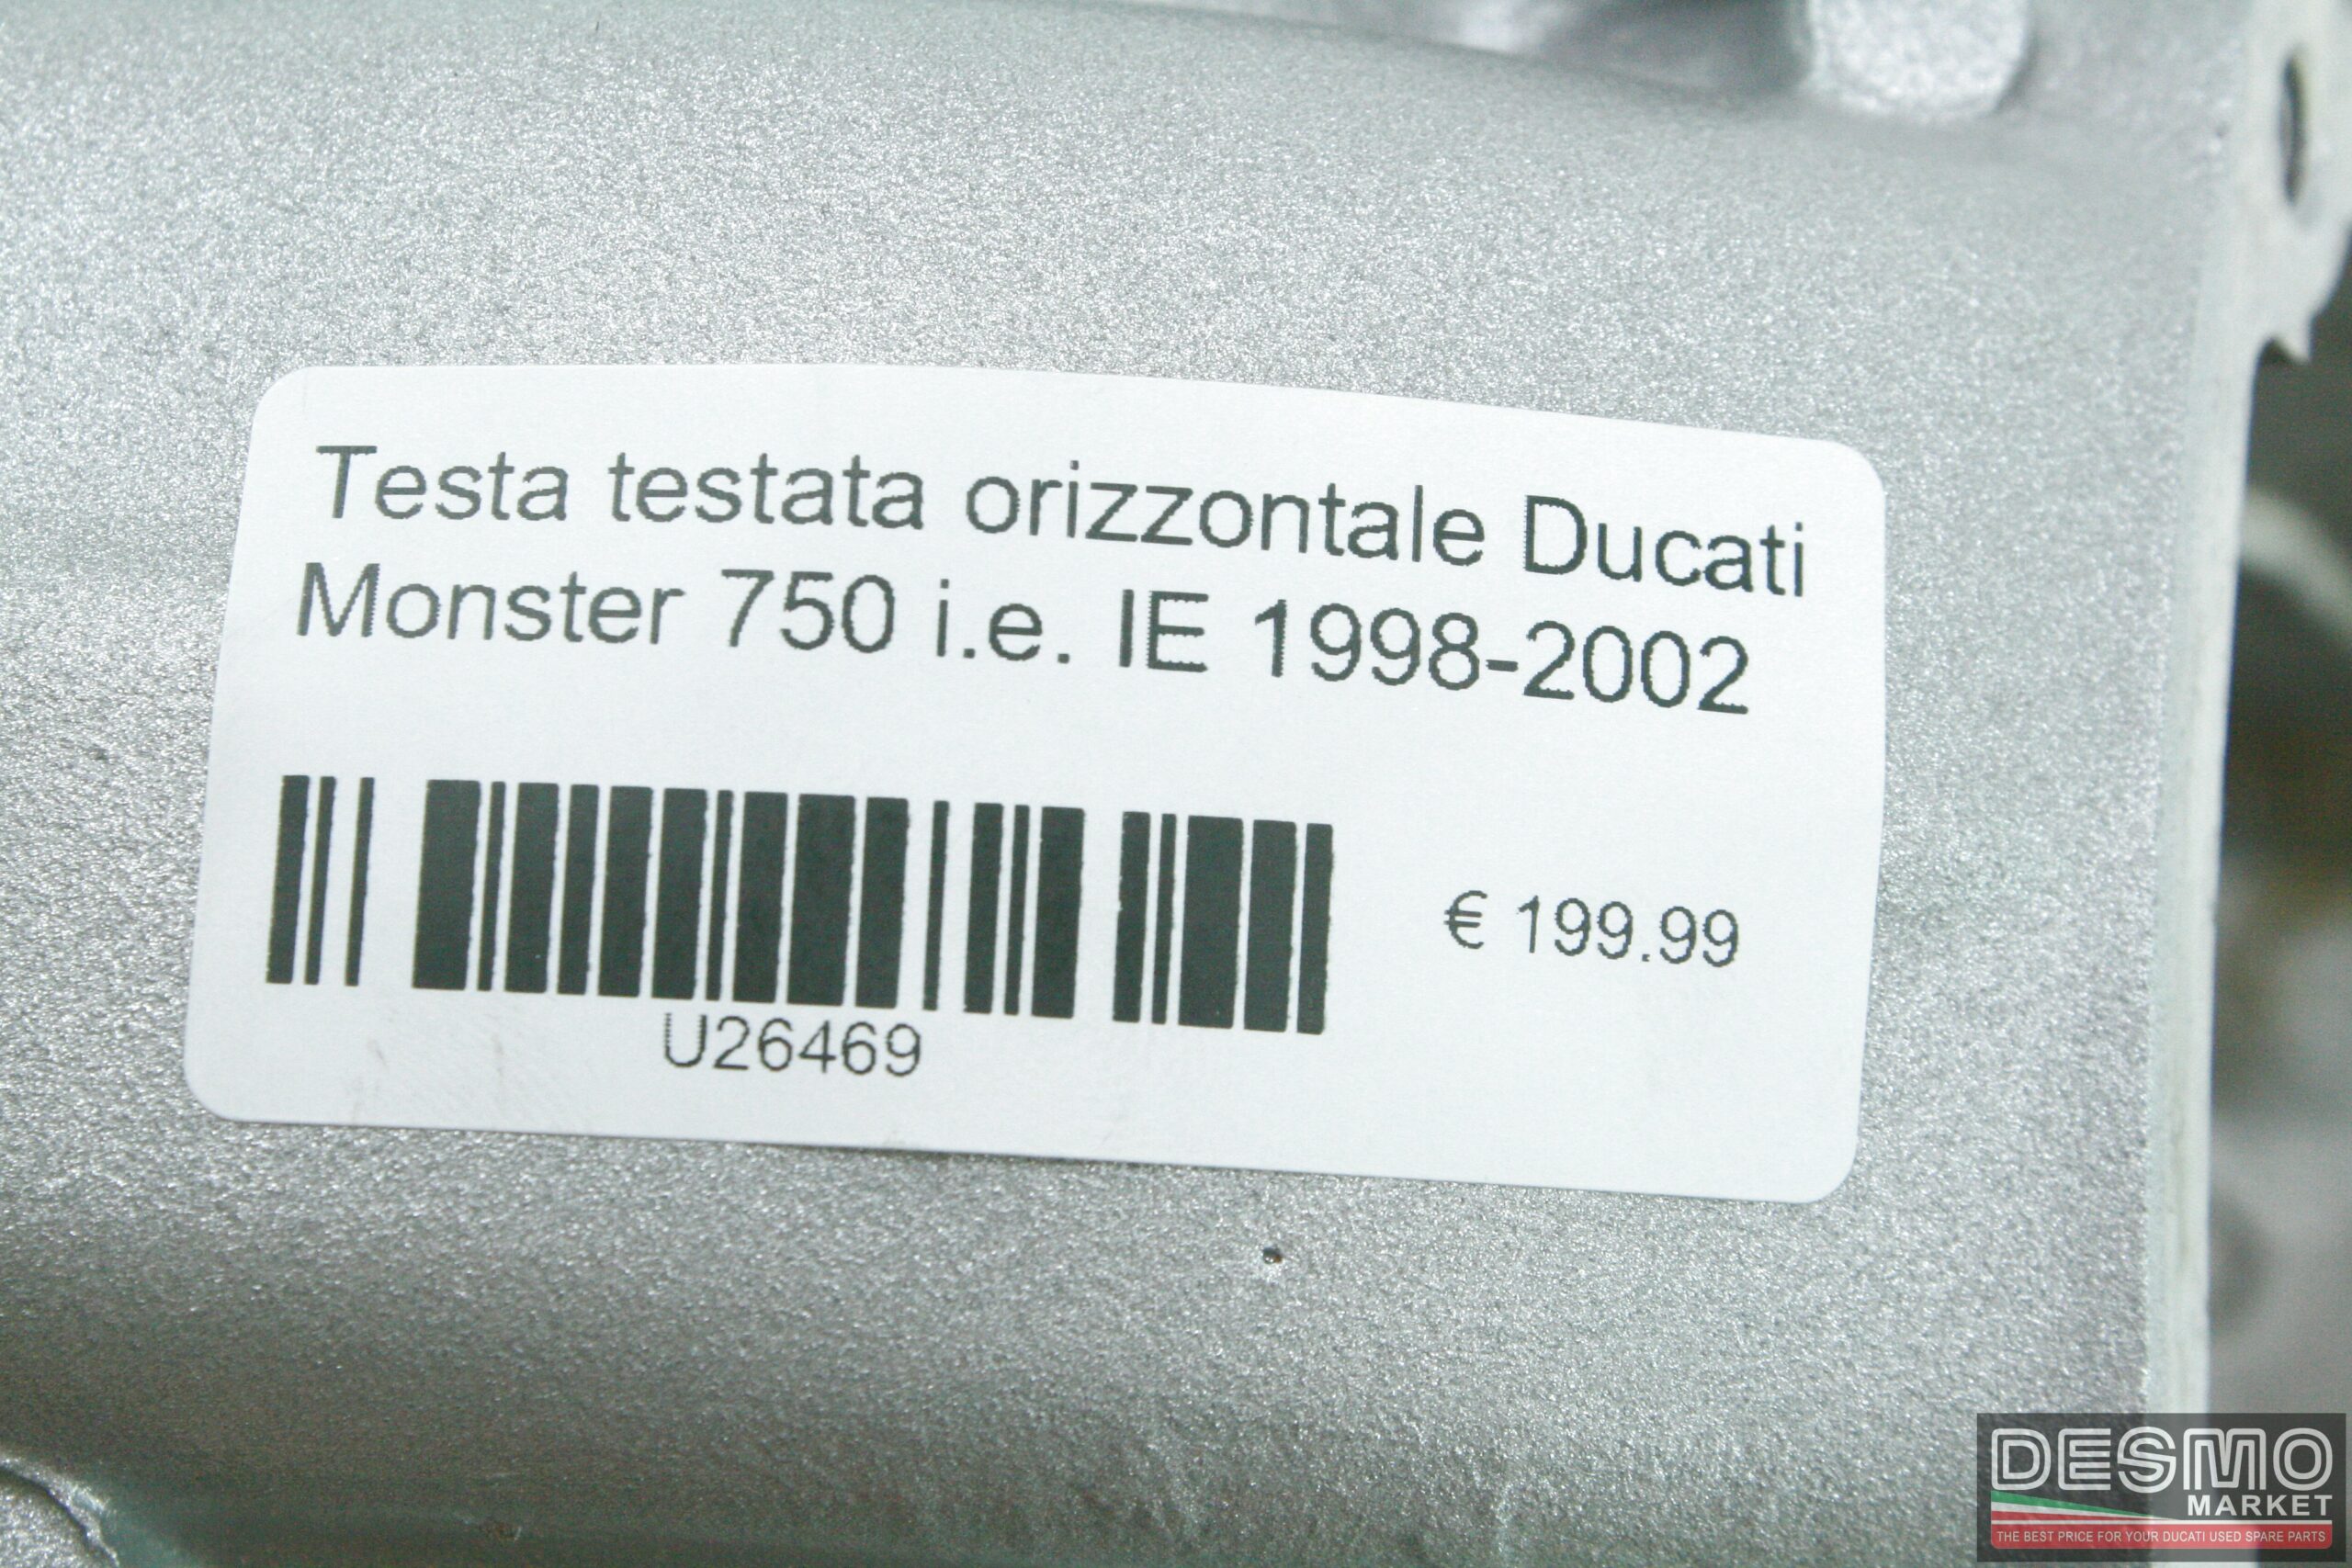 Testa testata orizzontale Ducati
Monster 750 i.e. IE 1998-2002
€ 199.99
U26469
DESMO
MARKET
THE BEST PRICE FOR YOUR DUCATI USED SPARE PARTS